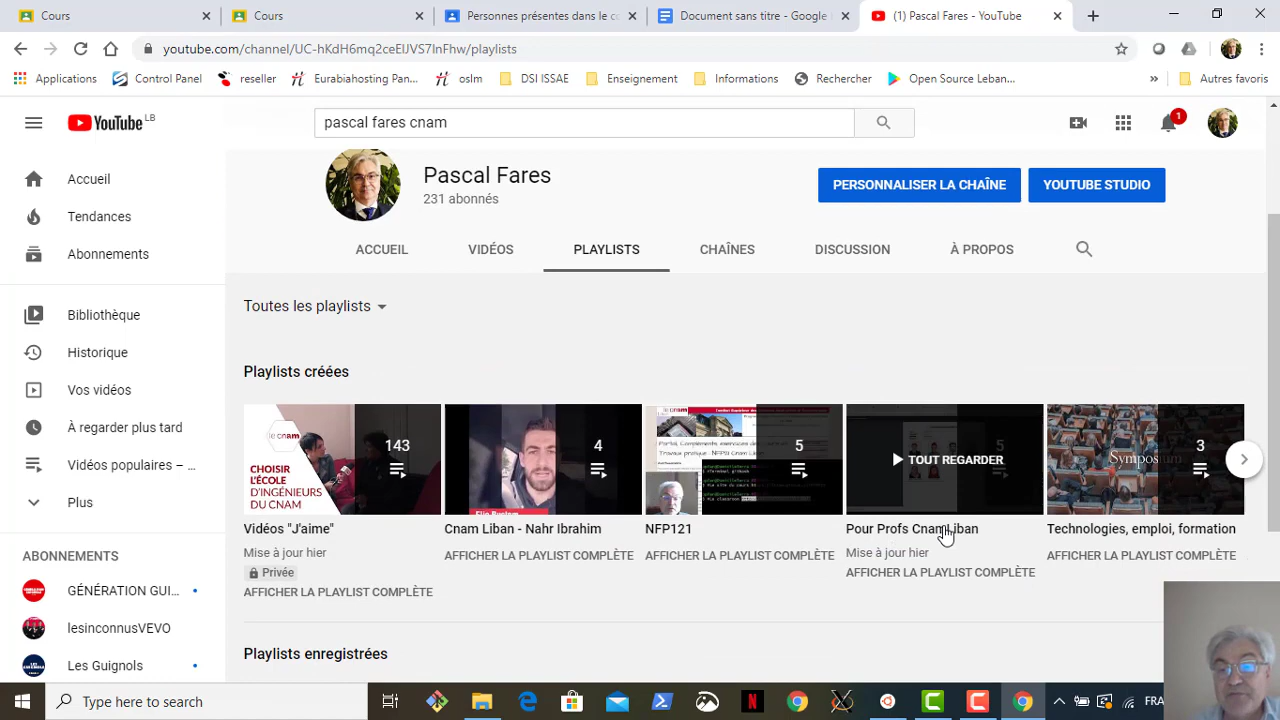 Cours
Cours
Personnes présentes dans le co
Document sans titre - Google D
(1) Pascal Fares - YouTube
youtube.com/channel/UC-hKdH6mq2ceEIJVS7lnFhw/playlists
Applications
Control Panel
reseller
Eurabiahosting Pan...
oslm
DSI ISSAE
Enseignement
Informations
Rechercher
Open Source Leban...
»
Autres favoris
YouTube LB
pascal fares cnam
1
Accueil
Tendances
Abonnements
Bibliothèque
Historique
Vos vidéos
À regarder plus tard
Vidéos populaires – ...
Plus
ABONNEMENTS
GÉNÉRATION GUI...
lesinconnusVEVO
Les Guignols
Pascal Fares
231 abonnés
PERSONNALISER LA CHAÎNE
YOUTUBE STUDIO
ACCUEIL
VIDÉOS
PLAYLISTS
CHAÎNES
DISCUSSION
À PROPOS
Toutes les playlists
Playlists créées
le cnam
CHOISIR
L'ÉCOLE
D'INGÉNIEURS
DU CNAM
143
Vidéos "J'aime"
Mise à jour hier
Privée
AFFICHER LA PLAYLIST COMPLÈTE
4
Cnam Liban - Nahr Ibrahim
AFFICHER LA PLAYLIST COMPLÈTE
5
NFP121
AFFICHER LA PLAYLIST COMPLÈTE
5
TOUT REGARDER
Pour Profs Cnam Liban
Mise à jour hier
AFFICHER LA PLAYLIST COMPLÈTE
Symposium
3
Technologies, emploi, formation
AFFICHER LA PLAYLIST COMPLÈTE
Playlists enregistrées
Type here to search
FRA